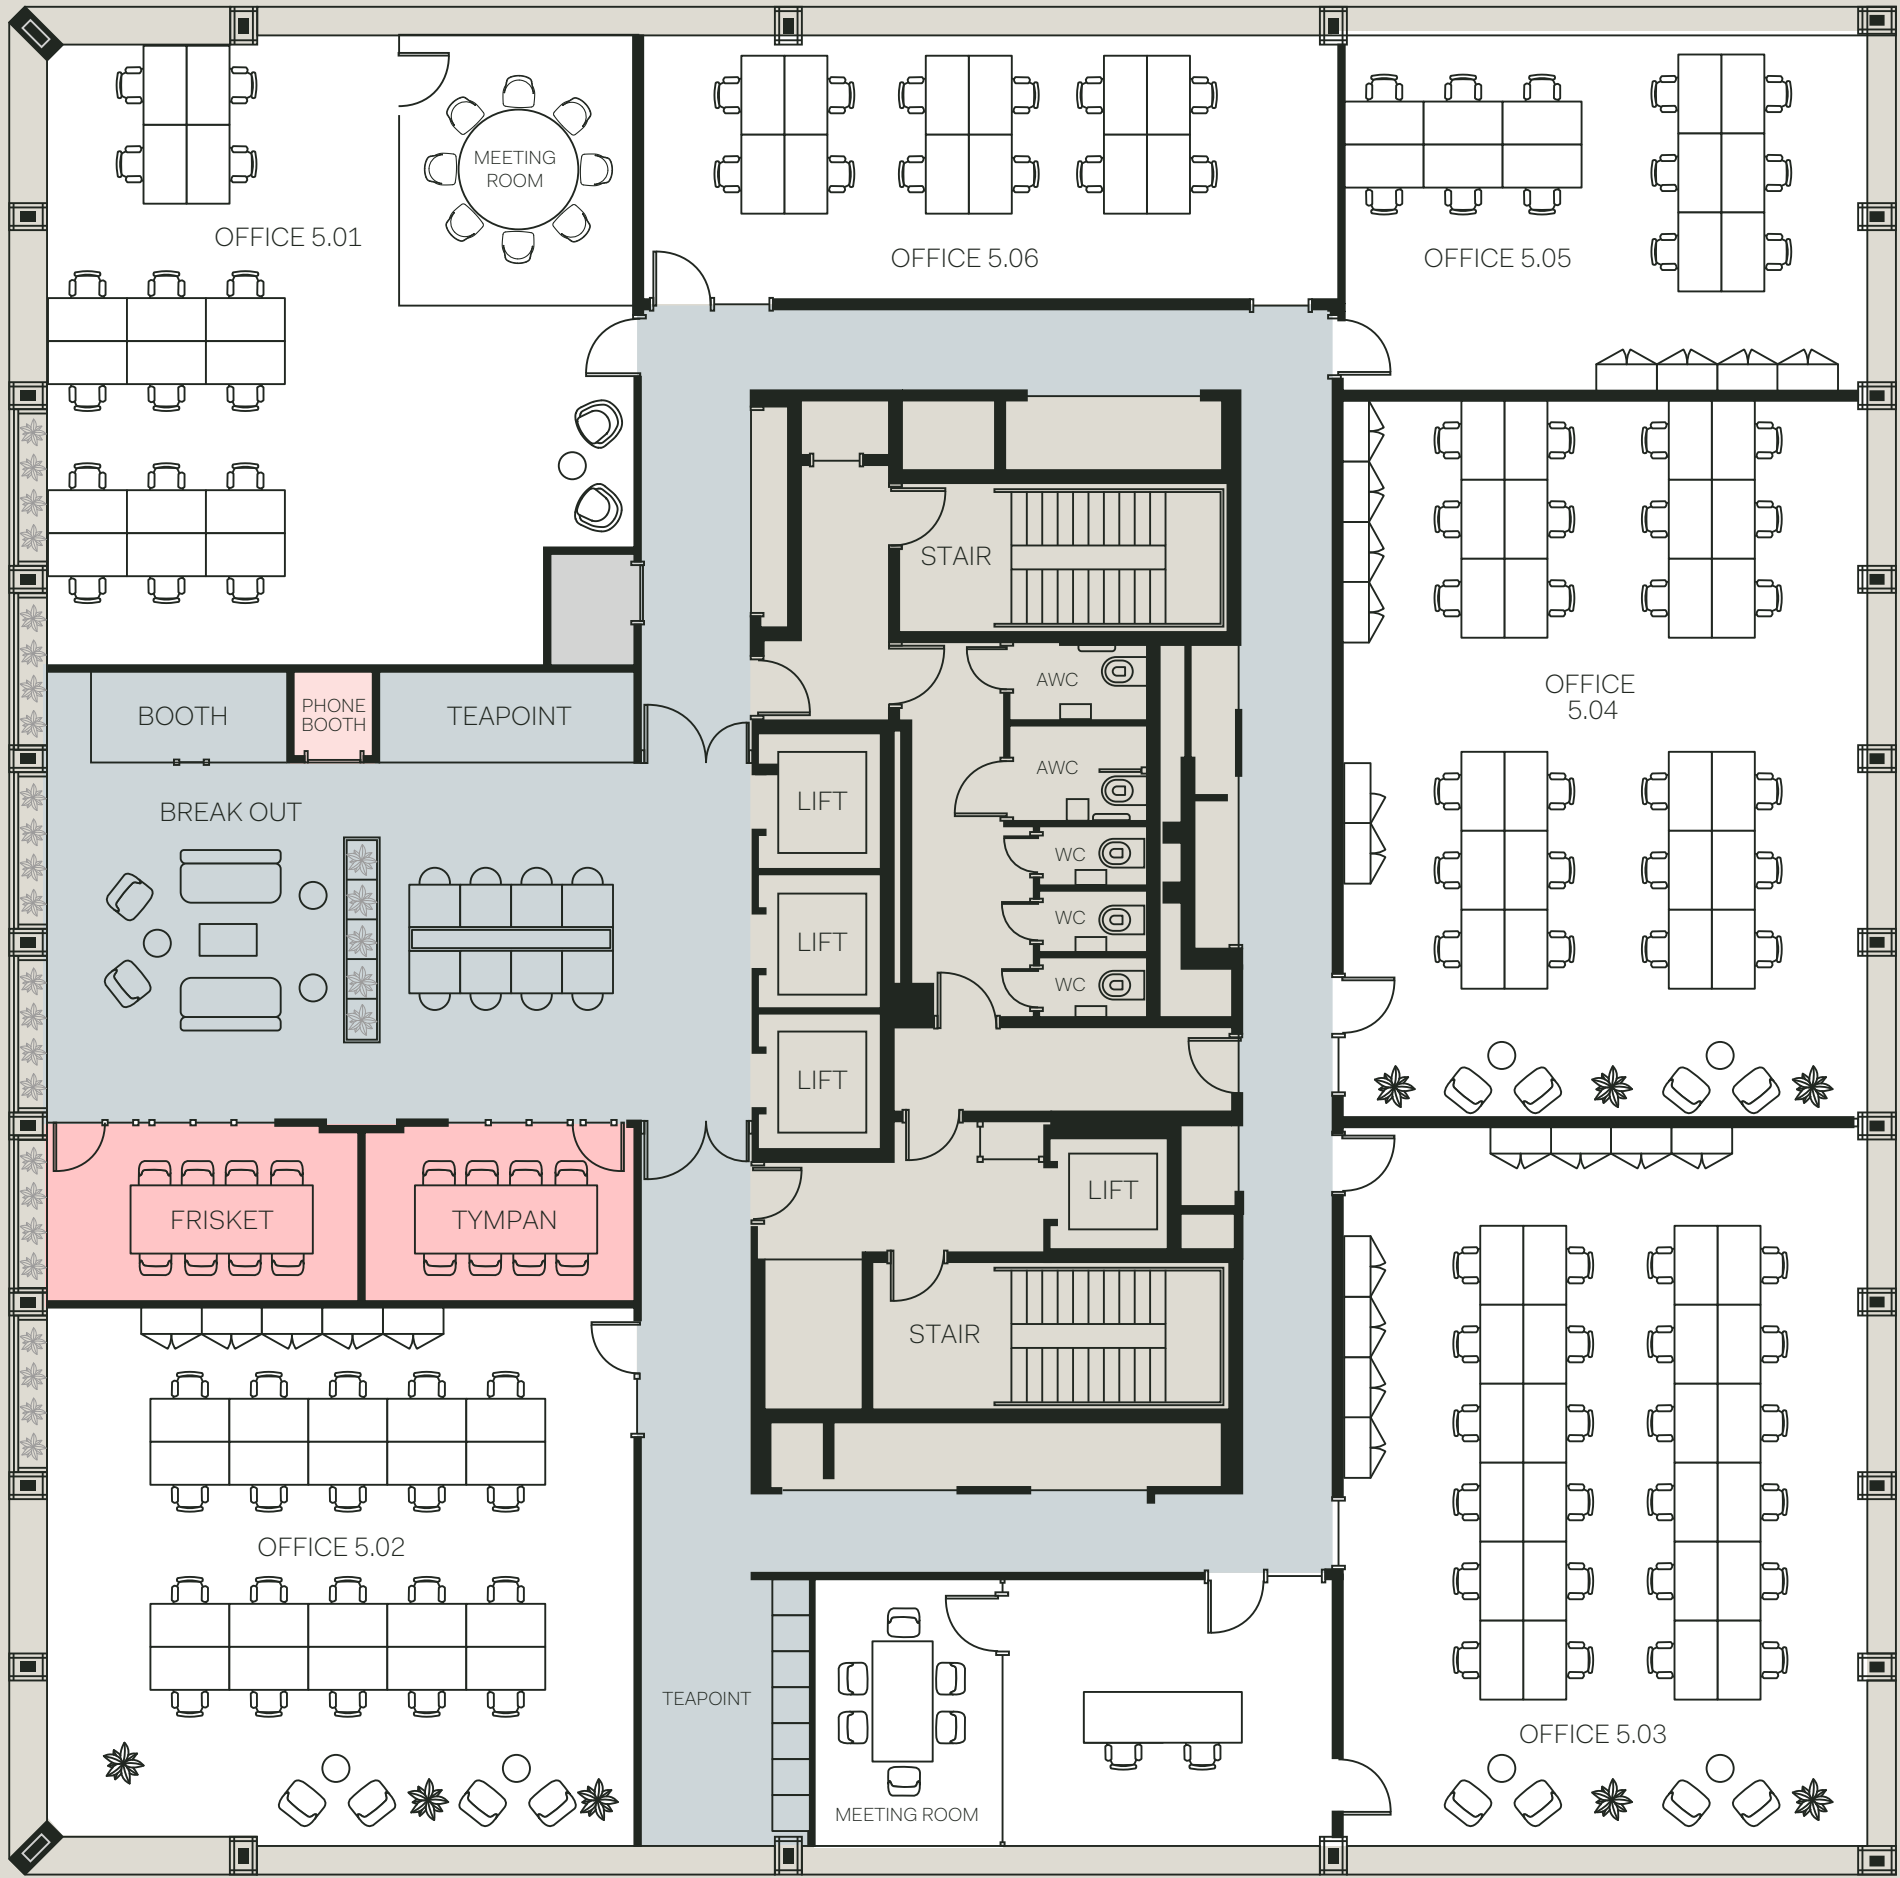 MEETING
ROOM
OFFICE 5.01
OFFICE 5.06
OFFICE 5.05
STAIR
AWC
OFFICE
5.04
BOOTH
PHONE
BOOTH
TEAPOINT
AWC
LIFT
BREAK OUT
WC
WC
LIFT
WC
LIFT
LIFT
FRISKET
TYMPAN
STAIR
OFFICE 5.02
TEAPOINT
OFFICE 5.03
MEETING ROOM